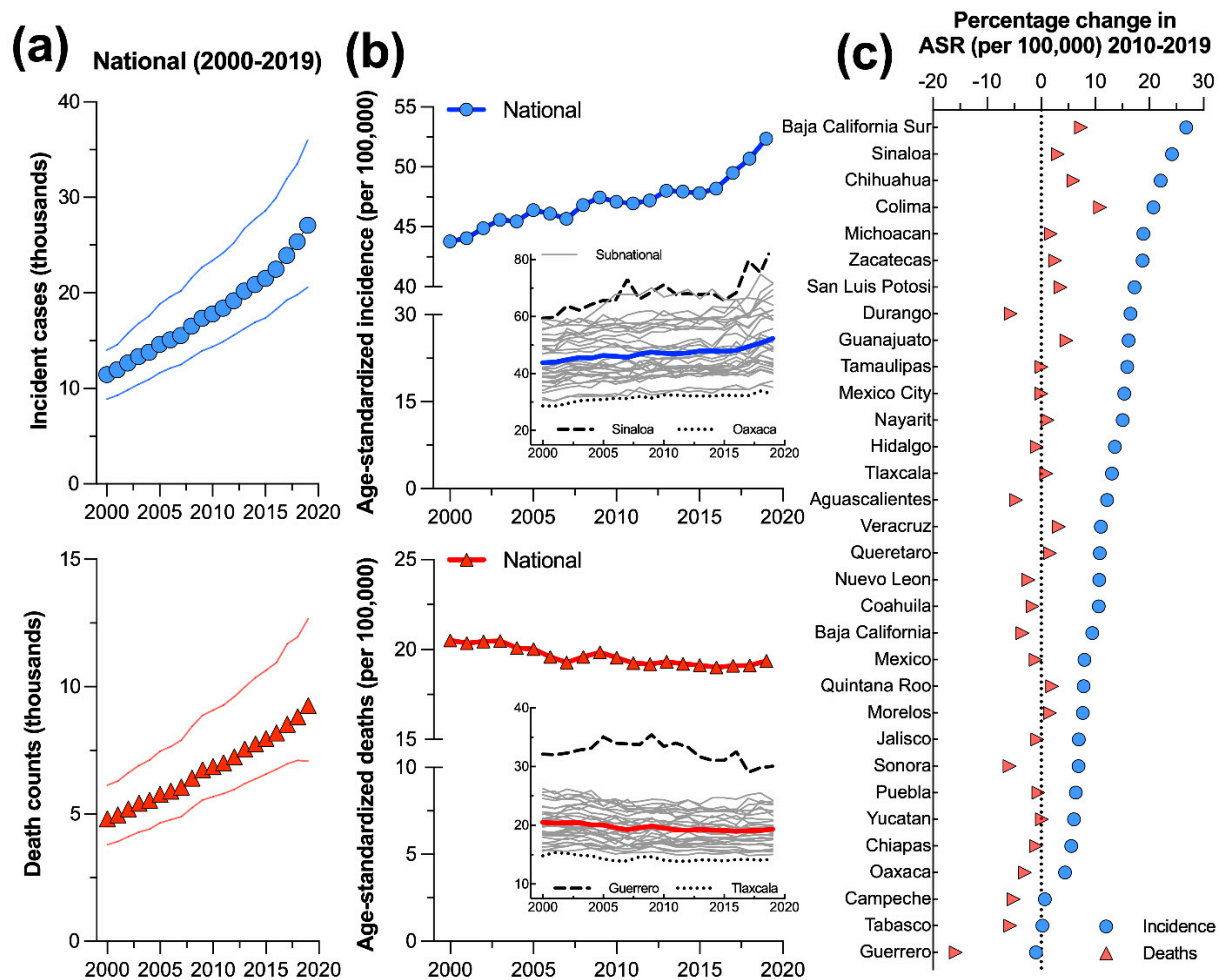 (a)
National (2000-2019)
Incident cases (thousands)
40
30
20
10
0
2000 2005 2010 2015 2020
Death counts (thousands)
15
10
5
0
2000 2005 2010 2015 2020
(b)
Age-standardized incidence (per 100,000)
55
50
45
40
30
15
0
National
2000 2005 2010 2015 2020
80
60
40
20
Subnational
Sinaloa Oaxaca
2000 2005 2010 2015 2020
Age-standardized deaths (per 100,000)
25
20
15
10
5
0
National
2000 2005 2010 2015 2020
40
30
20
10
Guerrero Tlaxcala
2000 2005 2010 2015 2020
(c)
Percentage change in
ASR (per 100,000) 2010-2019
-20 -10 0 10 20 30
Baja California Sur
Sinaloa
Chihuahua
Colima
Michoacan
Zacatecas
San Luis Potosi
Durango
Guanajuato
Tamaulipas
Mexico City
Nayarit
Hidalgo
Tlaxcala
Aguascalientes
Veracruz
Queretaro
Nuevo Leon
Coahuila
Baja California
Mexico
Quintana Roo
Morelos
Jalisco
Sonora
Puebla
Yucatan
Chiapas
Oaxaca
Campeche
Tabasco
Guerrero
Incidence
Deaths